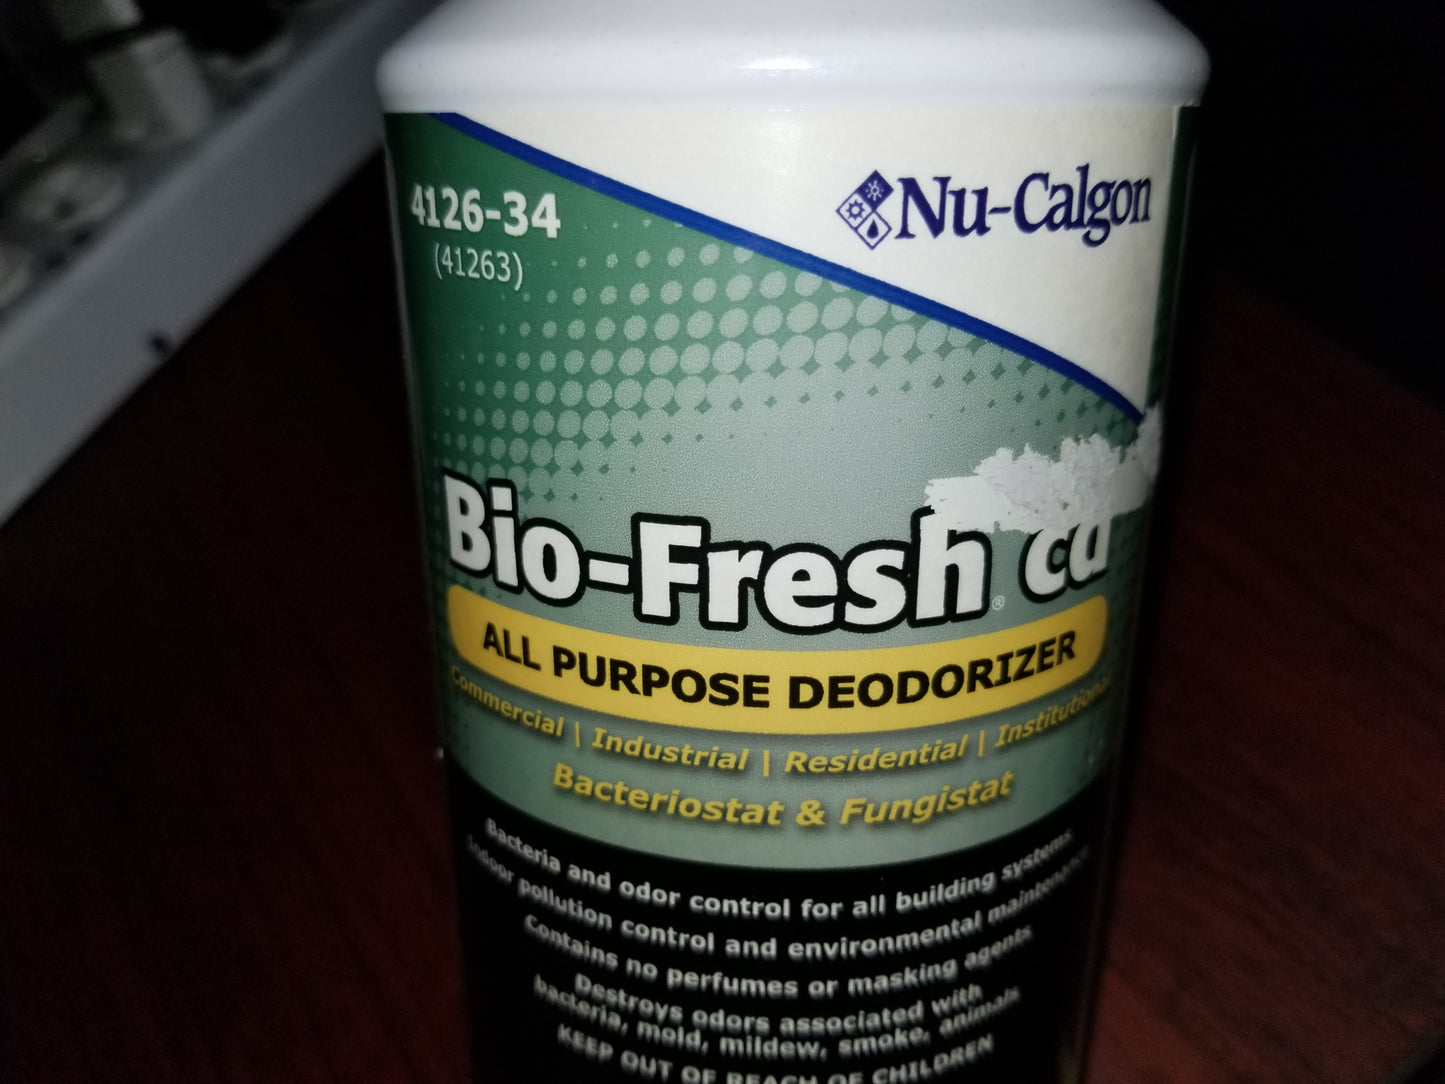 4126-34
(41263)
Nu-Calgon
Bio-Fresh® cd
ALL PURPOSE DEODORIZER
Commercial | Industrial | Residential | Institutional
Bacteriostat & Fungistat
Bacteria and odor control for all building systems
Indoor pollution control and environmental maintenance
Contains no perfumes or masking agents
Destroys odors associated with
bacteria, mold, mildew, smoke, animals
KEEP OUT OF REACH OF CHILDREN